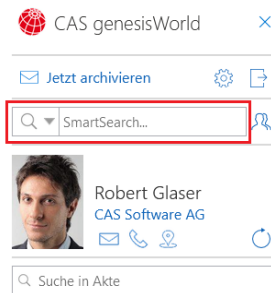 CAS genesisWorld
Jetzt archivieren
SmartSearch...
Robert Glaser
CAS Software AG
Suche in Akte